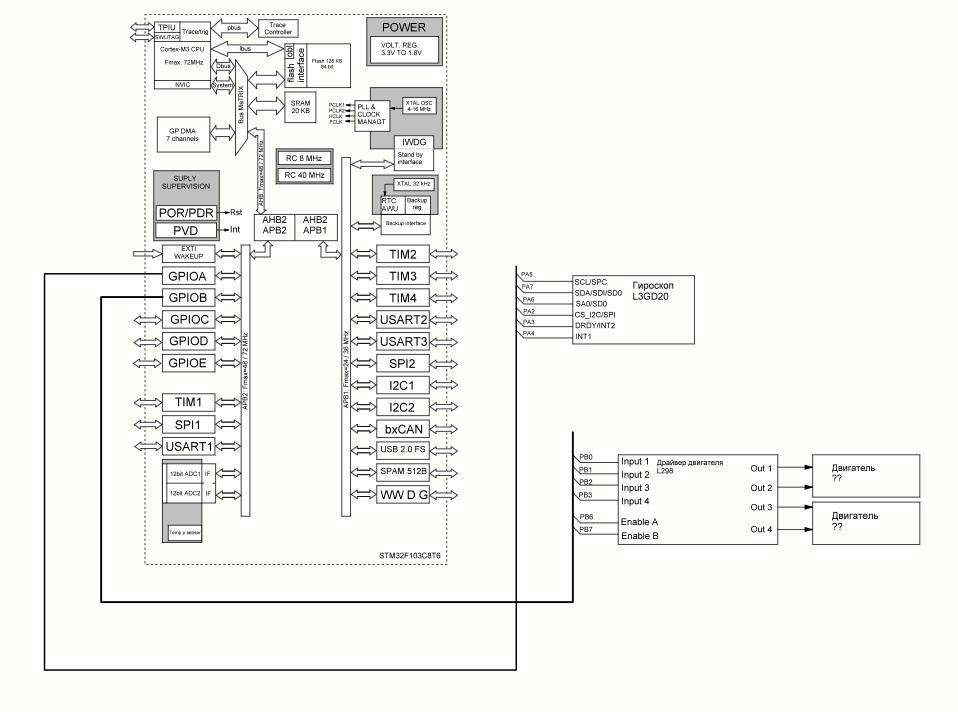 TPIU
SWI/TAG
Trace/trig
pbus
Trace
Controller
Cortex-M3 CPU
Fmax: 72MHz
NVIC
Ibus
Dbus
System
Bus MaTRIX
flash obl
interface
Flash 128 KB
64 bit
SRAM
20 KB
POWER
VOLT. REG.
3.3V TO 1.8V
PCLK1
PCLK2
HCLK
FCLK
PLL &
CLOCK
MANAGT
XTAL OSC
4-16 MHz
IWDG
Stand by
interface
GP DMA
7 channels
RC 8 MHz
RC 40 MHz
AHB: Fmax=48 / 72 MHz
XTAL 32 kHz
RTC
AWU
Backup
reg
Backup interface
SUPLY
SUPERVISION
POR/PDR
Rst
PVD
Int
AHB2
APB2
AHB2
APB1
EXTI
WAKEUP
GPIOA
GPIOB
GPIOC
GPIOD
GPIOE
TIM1
SPI1
USART1
12bit ADC1 IF
12bit ADC2 IF
Temp μ sensor
APB2: Fmax=48 / 72 MHz
APB1: Fmax=24 / 36 MHz
TIM2
TIM3
TIM4
USART2
USART3
SPI2
I2C1
I2C2
bxCAN
USB 2.0 FS
SPAM 512B
WW D G
STM32F103C8T6
PA5
PA7
PA6
PA2
PA3
PA4
SCL/SPC
SDA/SDI/SD0
SA0/SD0
CS_I2C/SPI
DRDY/INT2
INT1
Гироскоп
L3GD20
PB0
PB1
PB2
PB3
PB6
PB7
Input 1
Input 2
Input 3
Input 4
Enable A
Enable B
Драйвер двигателя
L298
Out 1
Out 2
Out 3
Out 4
Двигатель
??
Двигатель
??